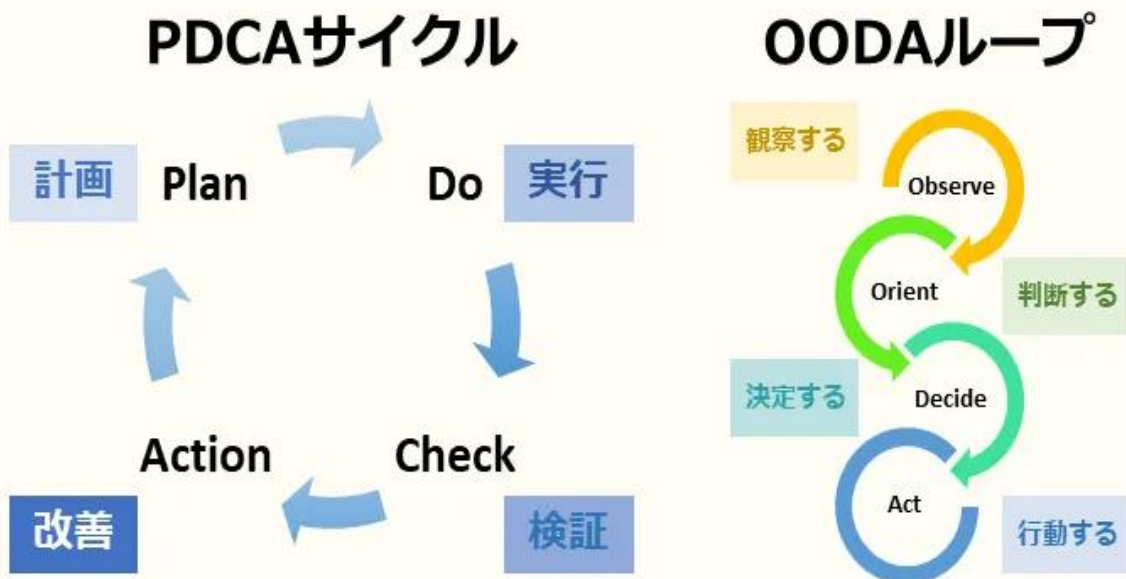 PDCAサイクル
計画 Plan
Do 実行
Action
Check
改善
検証
OODAループ
観察する
Observe
Orient
判断する
決定する
Decide
Act
行動する